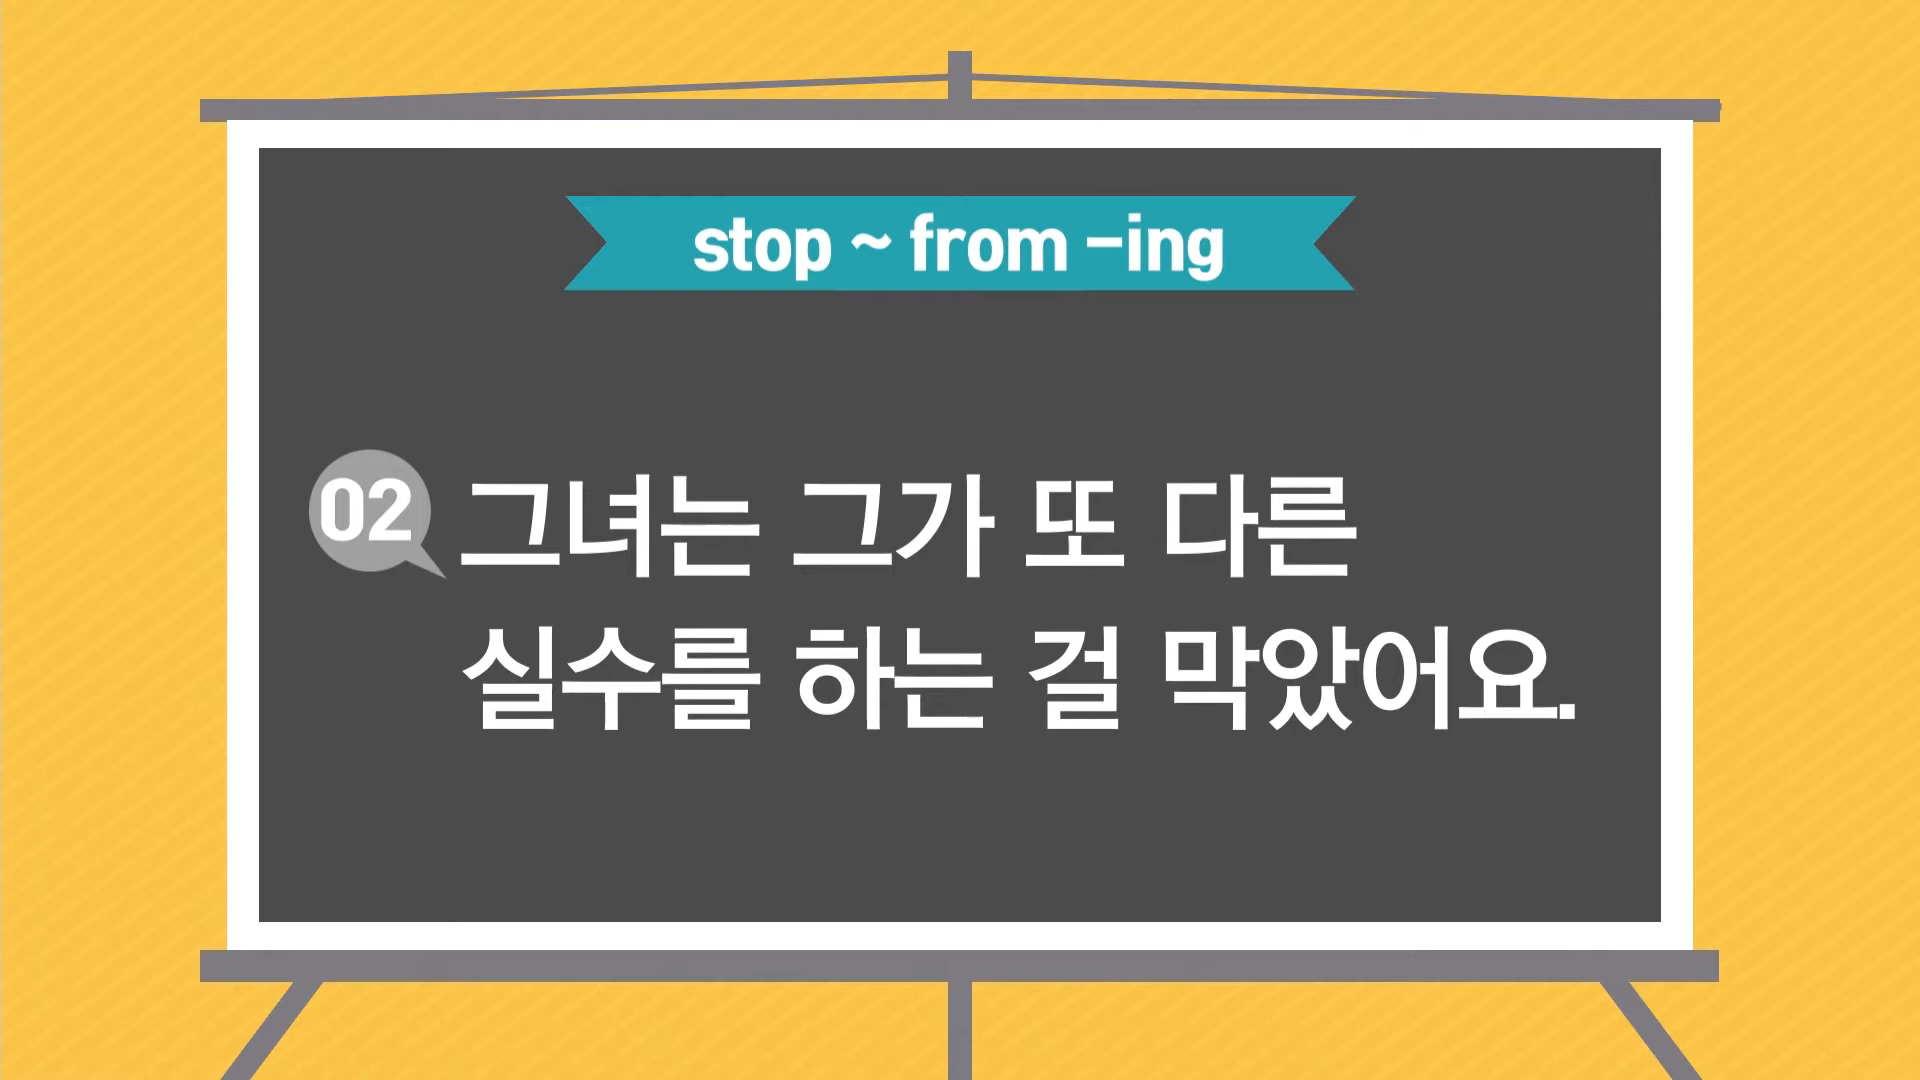 stop ~ from -ing
02 그녀는 그가 또 다른
실수를 하는 걸 막았어요.